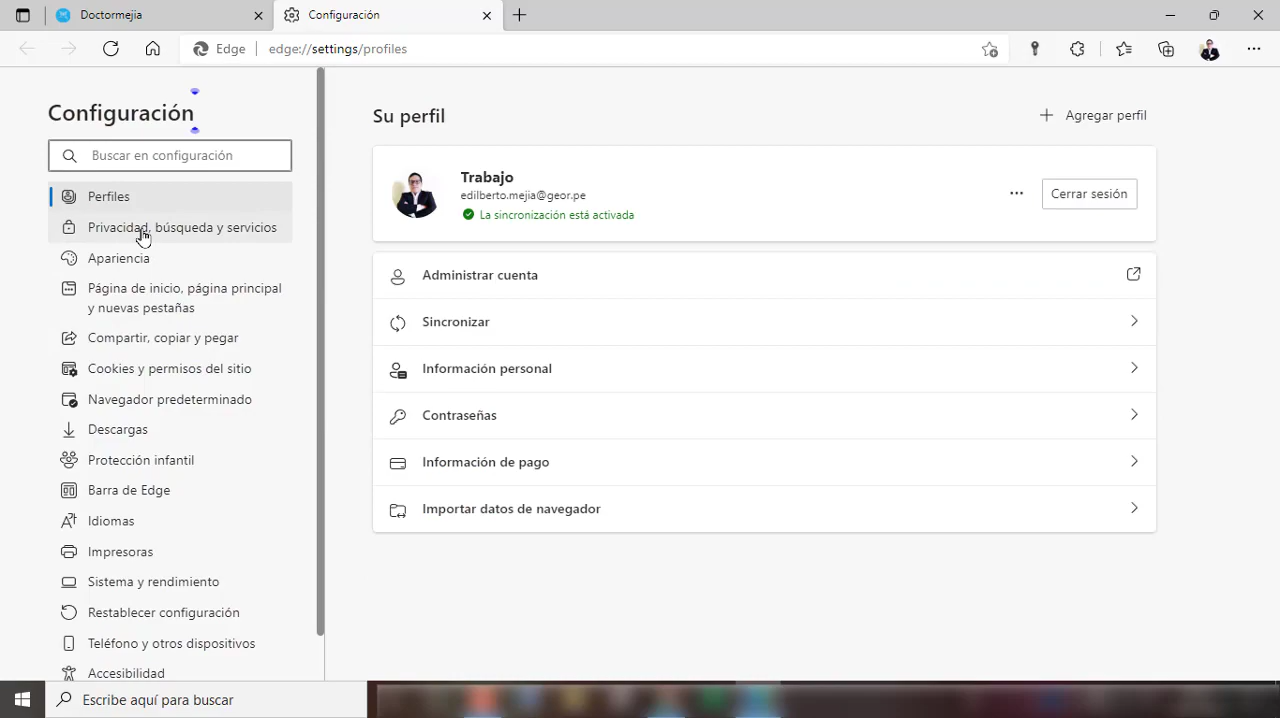 Doctormejia
Configuración
Edge
edge://settings/profiles
Configuración
Buscar en configuración
Perfiles
Privacidad, búsqueda y servicios
Apariencia
Página de inicio, página principal
y nuevas pestañas
Compartir, copiar y pegar
Cookies y permisos del sitio
Navegador predeterminado
Descargas
Protección infantil
Barra de Edge
Idiomas
Impresoras
Sistema y rendimiento
Restablecer configuración
Teléfono y otros dispositivos
Accesibilidad
Su perfil
Agregar perfil
Trabajo
edilberto.mejia@geor.pe
La sincronización está activada
Cerrar sesión
Administrar cuenta
Sincronizar
Información personal
Contraseñas
Información de pago
Importar datos de navegador
Escribe aquí para buscar